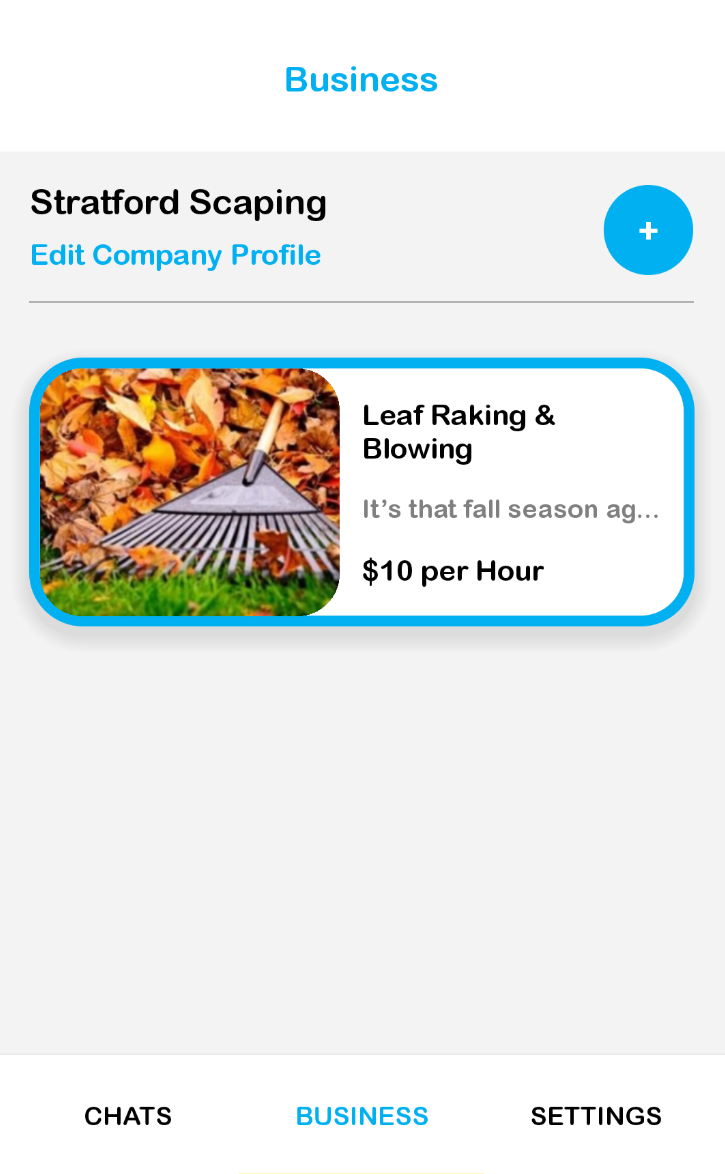 Business
Stratford Scaping
+
Edit Company Profile
Leaf Raking &
Blowing
It’s that fall season ag...
$10 per Hour
CHATS BUSINESS SETTINGS